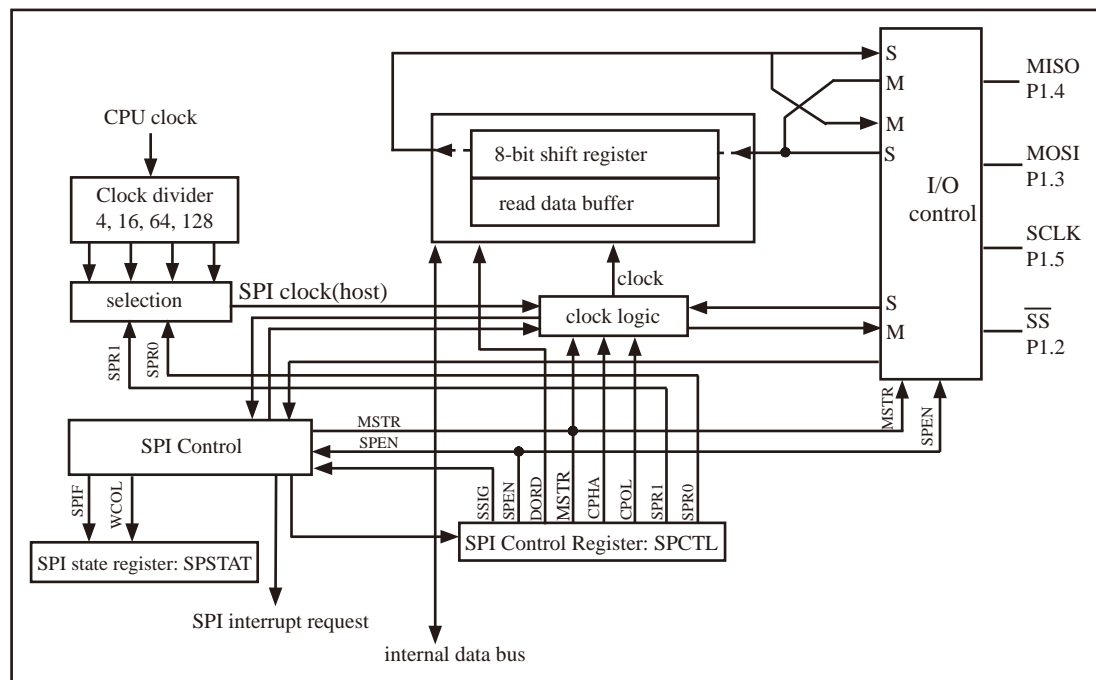 S
MISO
P1.4
M
CPU clock
M
8-bit shift register
S
MOSI
P1.3
Clock divider
4, 16, 64, 128
read data buffer
I/O
control
SCLK
P1.5
selection
SPI clock(host)
clock
clock logic
S
M
SS
P1.2
SPR1
SPR0
MSTR
SPEN
SPI Control
MSTR
SPEN
SPIF
WCOL
SSIG
SPEN
DORD
MSTR
CPHA
CPOL
SPR1
SPR0
SPI Control Register: SPCTL
SPI state register: SPSTAT
SPI interrupt request
internal data bus